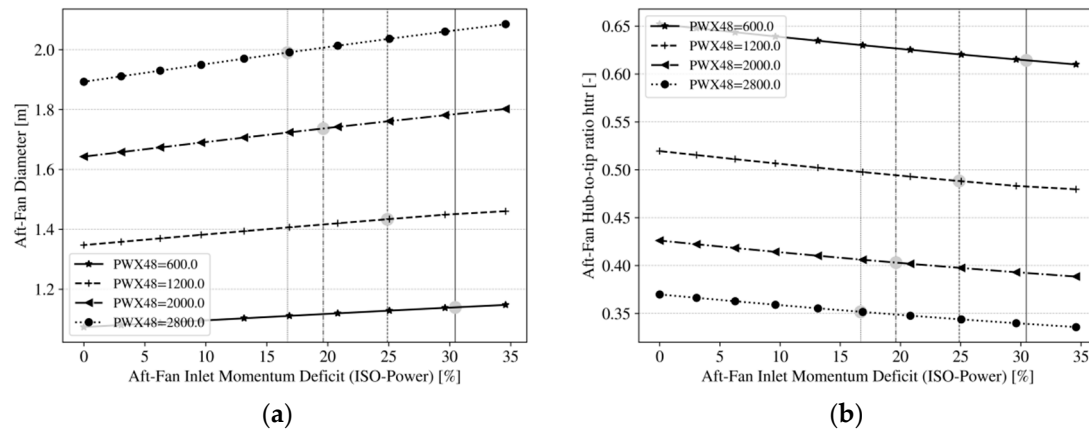 2.0
1.8
1.6
1.4
1.2
Aft-Fan Diameter [m]
PWX48=600.0
PWX48=1200.0
PWX48=2000.0
PWX48=2800.0
0 5 10 15 20 25 30 35
Aft-Fan Inlet Momentum Deficit (ISO-Power) [%]
(a)
0.65
0.60
0.55
0.50
0.45
0.40
0.35
Aft-Fan Hub-to-tip ratio httr [-]
PWX48=600.0
PWX48=1200.0
PWX48=2000.0
PWX48=2800.0
0 5 10 15 20 25 30 35
Aft-Fan Inlet Momentum Deficit (ISO-Power) [%]
(b)